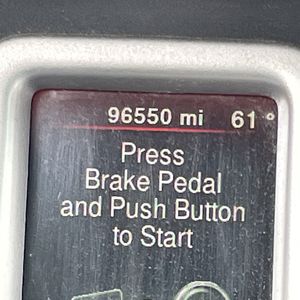 96550 mi 61°
Press
Brake Pedal
and Push Button
to Start